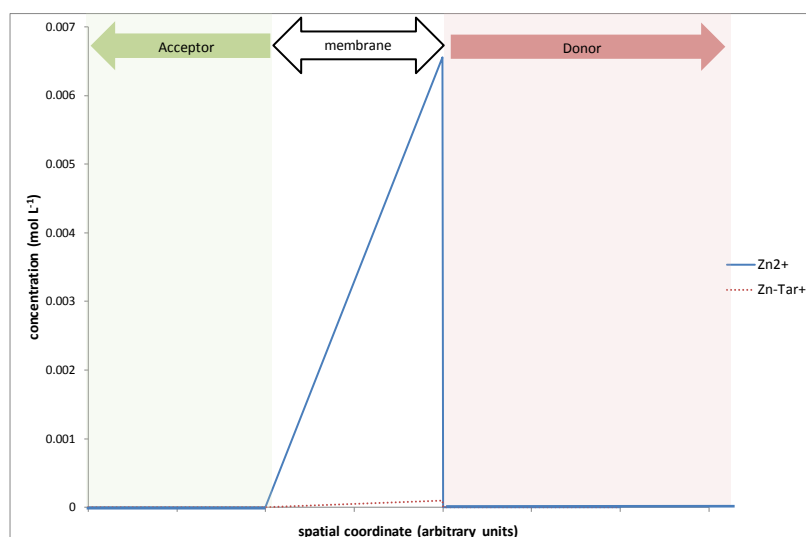 0.007
0.006
0.005
0.004
0.003
0.002
0.001
0
concentration (mol L⁻¹)
Acceptor
membrane
Donor
Zn2+
Zn-Tar+
spatial coordinate (arbitrary units)